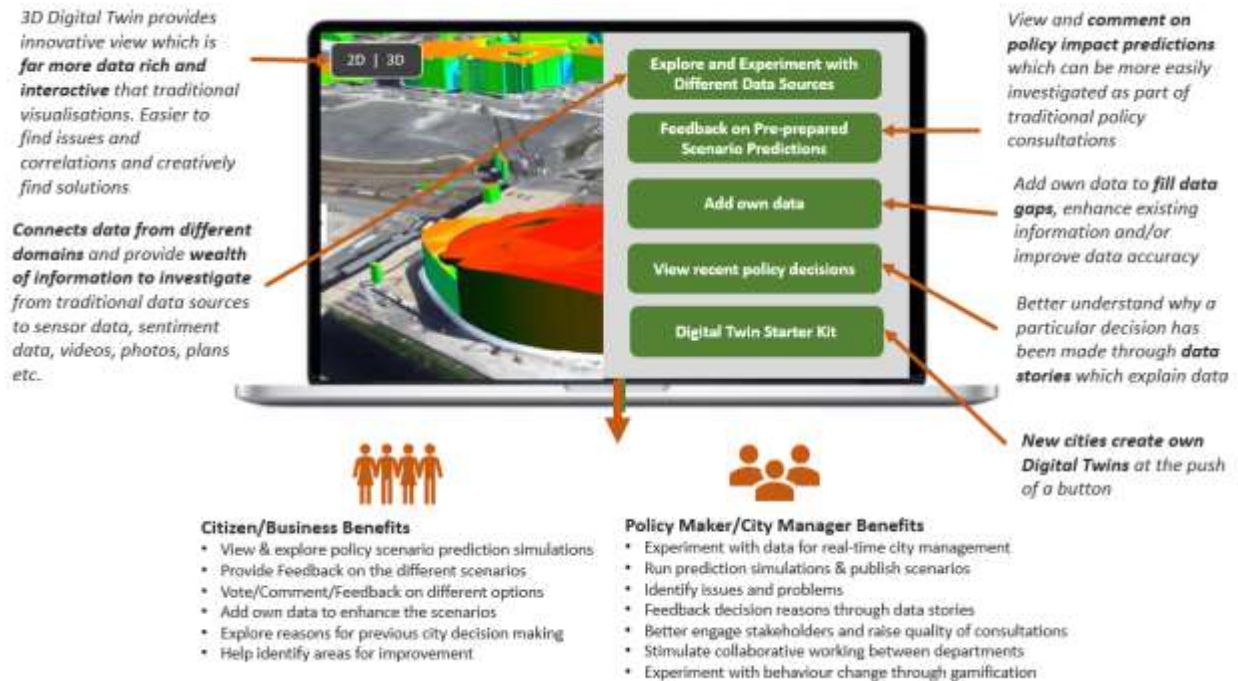 3D Digital Twin provides
innovative view which is
far more data rich and
interactive that traditional
visualisations. Easier to
find issues and
correlations and creatively
find solutions
Connects data from different
domains and provide wealth
of information to investigate
from traditional data sources
to sensor data, sentiment
data, videos, photos, plans
etc.
2D | 3D
Explore and Experiment with
Different Data Sources
Feedback on Pre-prepared
Scenario Predictions
Add own data
View recent policy decisions
Digital Twin Starter Kit
View and comment on
policy impact predictions
which can be more easily
investigated as part of
traditional policy
consultations
Add own data to fill data
gaps, enhance existing
information and/or
improve data accuracy
Better understand why a
particular decision has
been made through data
stories which explain data
New cities create own
Digital Twins at the push
of a button
Citizen/Business Benefits
• View & explore policy scenario prediction simulations
• Provide Feedback on the different scenarios
• Vote/Comment/Feedback on different options
• Add own data to enhance the scenarios
• Explore reasons for previous city decision making
• Help identify areas for improvement
Policy Maker/City Manager Benefits
• Experiment with data for real-time city management
• Run prediction simulations & publish scenarios
• Identify issues and problems
• Feedback decision reasons through data stories
• Better engage stakeholders and raise quality of consultations
• Stimulate collaborative working between departments
• Experiment with behaviour change through gamification